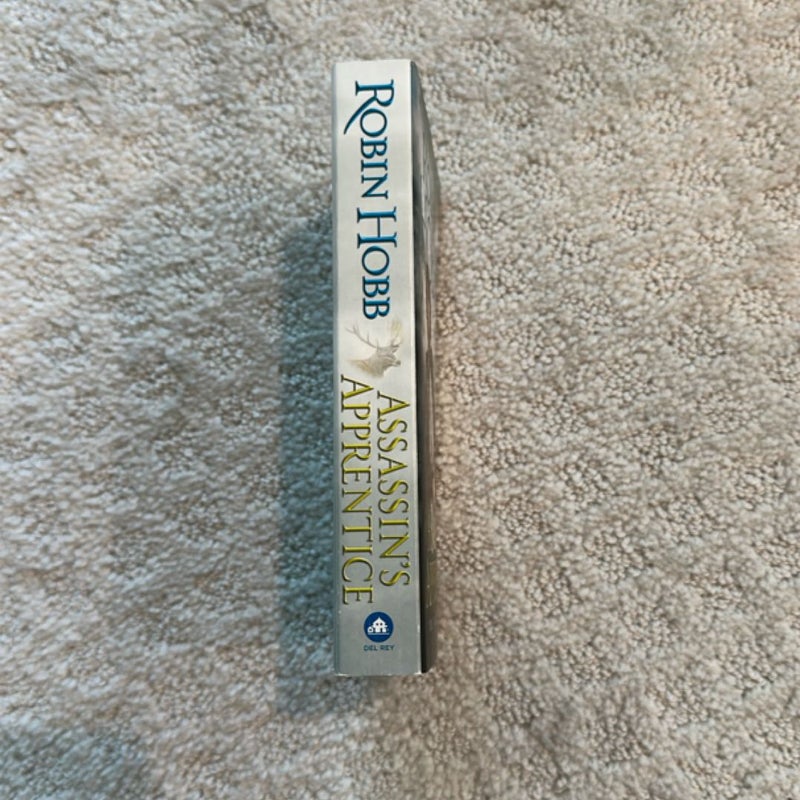 ROBIN HOBB
ASSASSIN'S
APPRENTICE
DEL REY